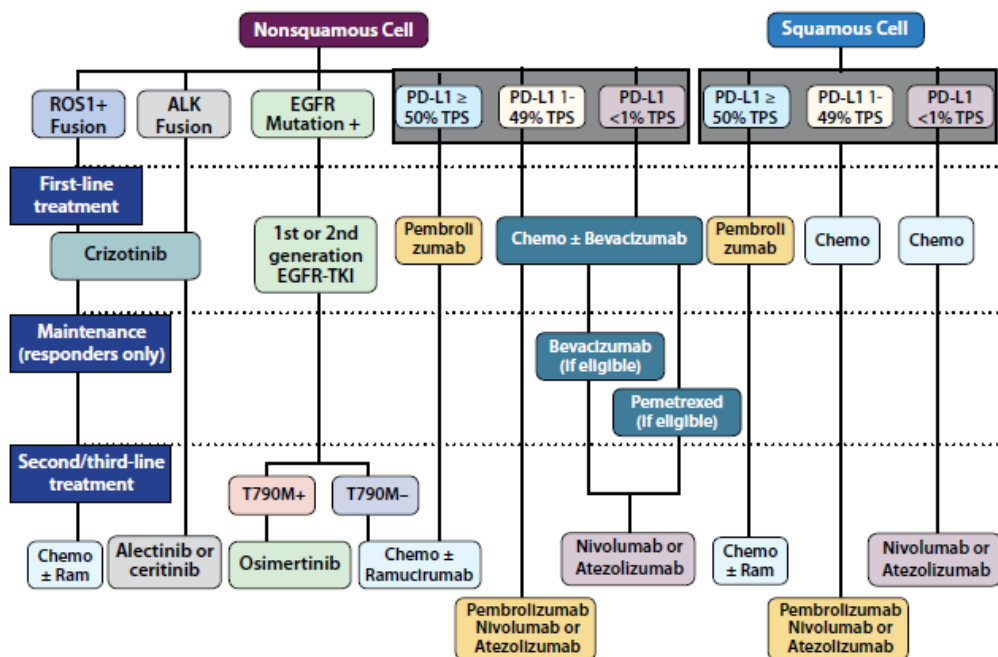 Nonsquamous Cell
Squamous Cell
ROS1+
Fusion
ALK
Fusion
EGFR
Mutation +
PD-L1 ≥
50% TPS
PD-L1 1-
49% TPS
PD-L1
<1% TPS
PD-L1 ≥
50% TPS
PD-L1 1-
49% TPS
PD-L1
<1% TPS
First-line
treatment
Crizotinib
1st or 2nd
generation
EGFR-TKI
Pembroli
zumab
Chemo ± Bevacizumab
Pembroli
zumab
Chemo
Chemo
Maintenance
(responders only)
Bevacizumab
(if eligible)
Pemetrexed
(if eligible)
Second/third-line
treatment
T790M+
T790M–
Chemo
± Ram
Alectinib or
ceritinib
Osimertinib
Chemo ±
Ramucirumab
Nivolumab or
Atezolizumab
Chemo
± Ram
Nivolumab or
Atezolizumab
Pembrolizumab
Nivolumab or
Atezolizumab
Pembrolizumab
Nivolumab or
Atezolizumab